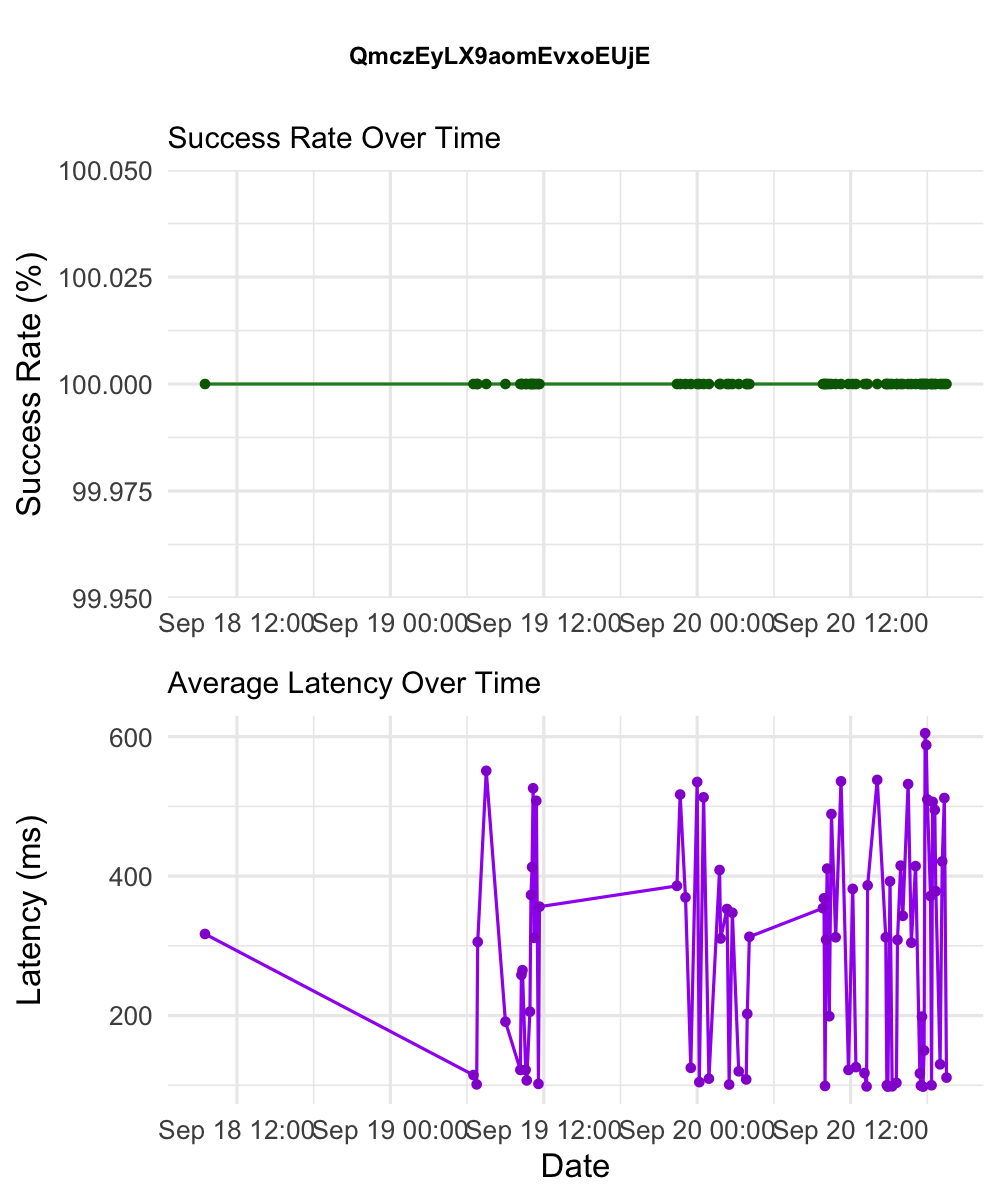 QmczEyLX9aomEvxoEUjE
Success Rate Over Time
Success Rate (%)
100.050
100.025
100.000
99.975
99.950
Sep 18 12:00 Sep 19 00:00 Sep 19 12:00 Sep 20 00:00 Sep 20 12:00
Average Latency Over Time
Latency (ms)
600
400
200
Sep 18 12:00 Sep 19 00:00 Sep 19 12:00 Sep 20 00:00 Sep 20 12:00
Date